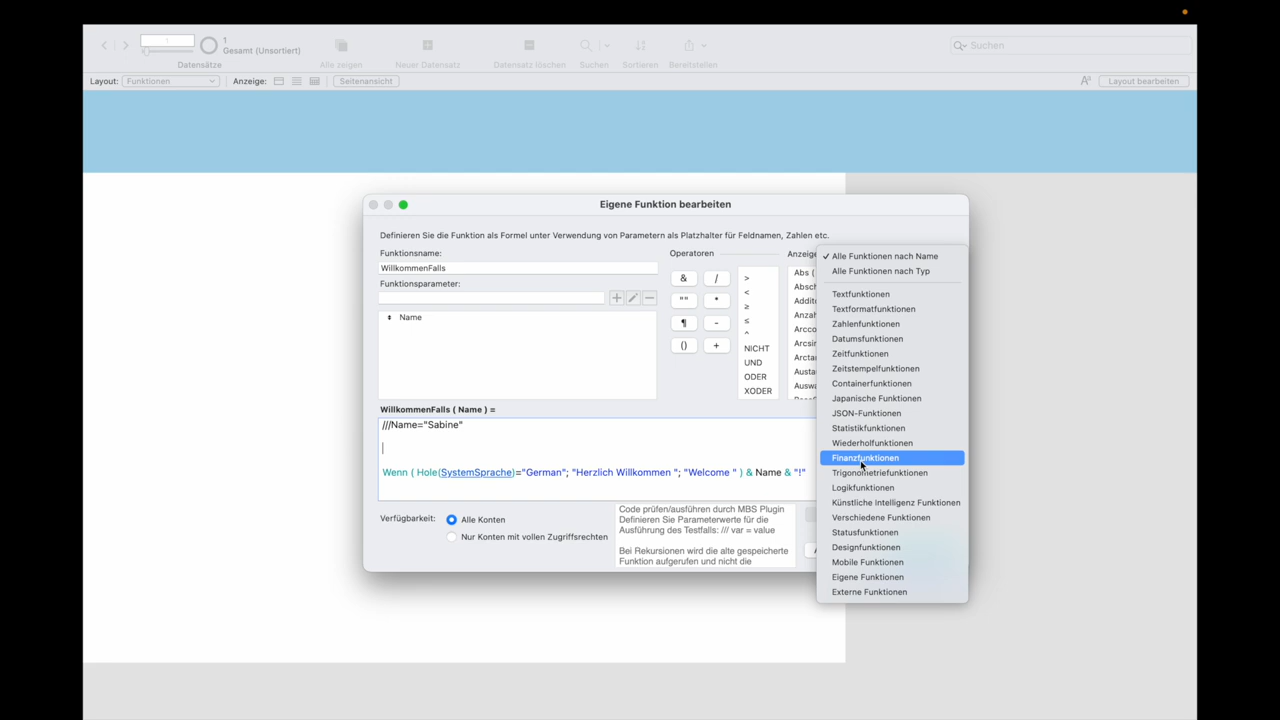 1
1
Gesamt (Unsortiert)
Suchen
Datensätze
Alle zeigen
Neuer Datensatz
Datensatz löschen
Suchen
Sortieren
Bereitstellen
Layout:
Funktionen
Anzeige:
Seitenansicht
Layout bearbeiten
Eigene Funktion bearbeiten
Definieren Sie die Funktion als Formel unter Verwendung von Parametern als Platzhalter für Feldnamen, Zahlen etc.
Funktionsname:
WillkommenFalls
Funktionsparameter:
Name
Operatoren
&
/
""
*
¶
-
()
+
>
<
≥
≤
^
NICHT
UND
ODER
XODER
Anzeige
Abs (
Absch
Addit
Anzah
Arcco
Arcsin
Arctar
Austa
Auswa
Alle Funktionen nach Name
Alle Funktionen nach Typ
Textfunktionen
Textformatfunktionen
Zahlenfunktionen
Datumsfunktionen
Zeitfunktionen
Zeitstempelfunktionen
Containerfunktionen
Japanische Funktionen
JSON-Funktionen
Statistikfunktionen
Wiederholfunktionen
Finanzfunktionen
Trigonometriefunktionen
Logikfunktionen
Künstliche Intelligenz Funktionen
Verschiedene Funktionen
Statusfunktionen
Designfunktionen
Mobile Funktionen
Eigene Funktionen
Externe Funktionen
WillkommenFalls ( Name ) =
///Name="Sabine"
Wenn ( Hole(SystemSprache)="German"; "Herzlich Willkommen "; "Welcome " ) & Name & "!"
Verfügbarkeit:
Alle Konten
Nur Konten mit vollen Zugriffsrechten
Code prüfen/ausführen durch MBS Plugin
Definieren Sie Parameterwerte für die
Ausführung des Testfalls: /// var = value
Bei Rekursionen wird die alte gespeicherte
Funktion aufgerufen und nicht die